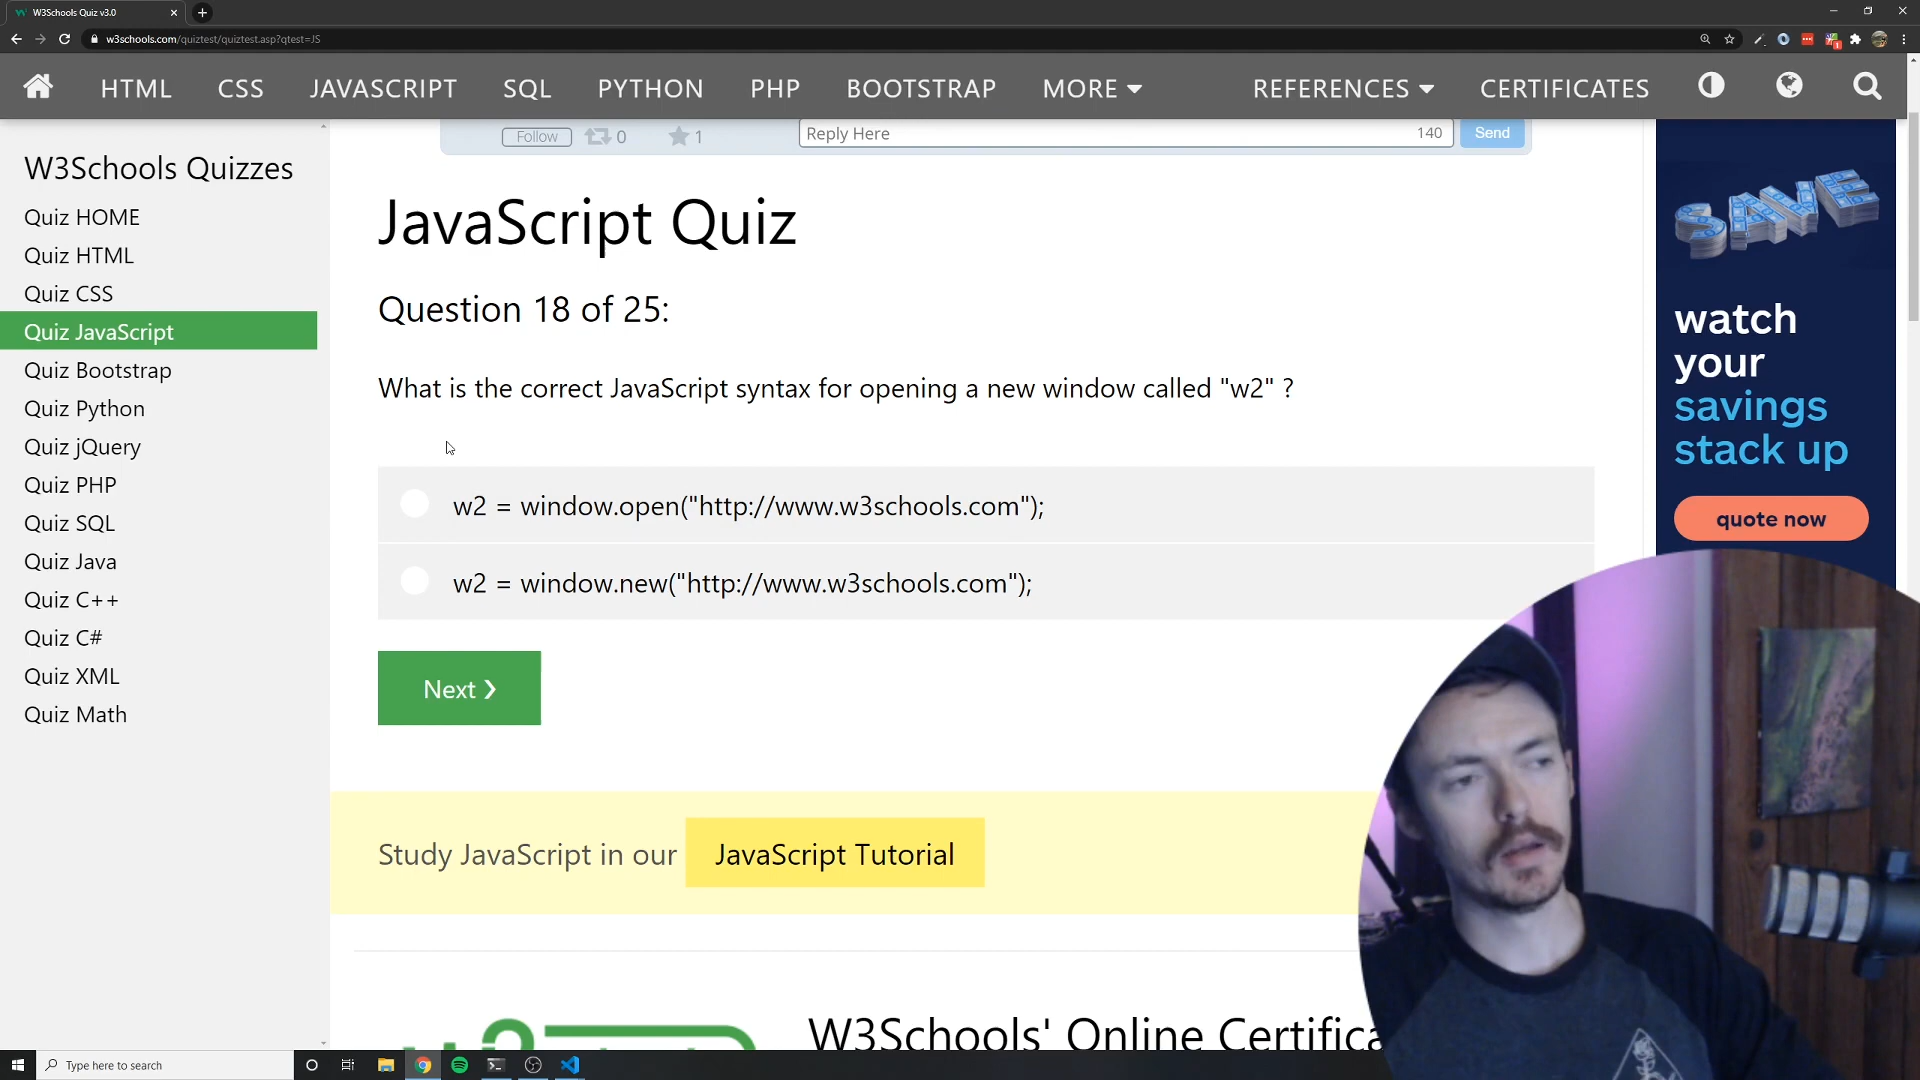 W3Schools Quiz v3.0
w3schools.com/quiztest/quiztest.asp?qtest=JS
HTML CSS JAVASCRIPT SQL PYTHON PHP BOOTSTRAP MORE REFERENCES CERTIFICATES
Follow 0 1 Reply Here 140 Send
W3Schools Quizzes
Quiz HOME
Quiz HTML
Quiz CSS
Quiz JavaScript
Quiz Bootstrap
Quiz Python
Quiz jQuery
Quiz PHP
Quiz SQL
Quiz Java
Quiz C++
Quiz C#
Quiz XML
Quiz Math
JavaScript Quiz
Question 18 of 25:
What is the correct JavaScript syntax for opening a new window called "w2" ?
w2 = window.open("http://www.w3schools.com");
w2 = window.new("http://www.w3schools.com");
Next ❯
Study JavaScript in our JavaScript Tutorial
W3Schools' Online Certifica
SAVE
watch
your
savings
stack up
quote now
Type here to search